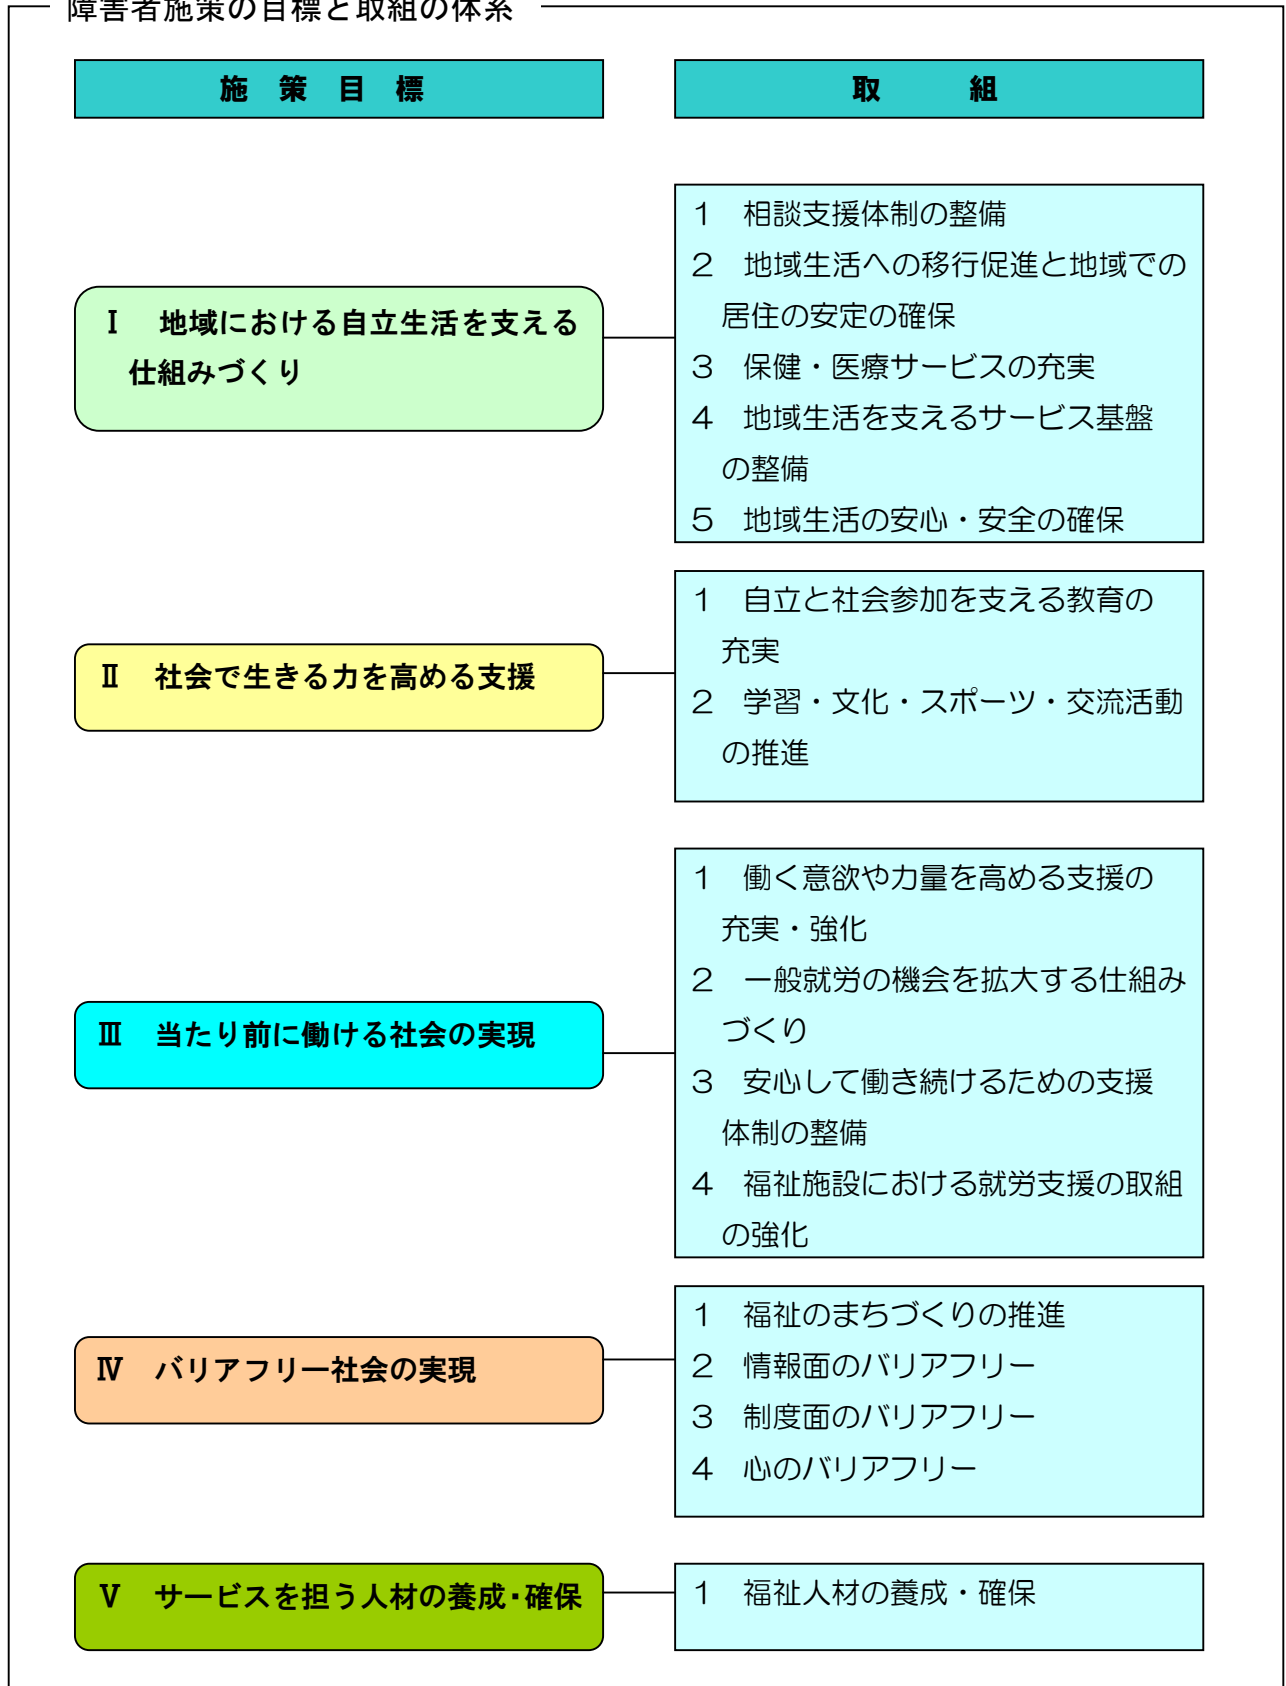 障害者施策の目標と取組の体系
施 策 目 標
取 組
Ⅰ 地域における自立生活を支える
仕組みづくり
1 相談支援体制の整備
2 地域生活への移行促進と地域での
居住の安定の確保
3 保健・医療サービスの充実
4 地域生活を支えるサービス基盤
の整備
5 地域生活の安心・安全の確保
Ⅱ 社会で生きる力を高める支援
1 自立と社会参加を支える教育の
充実
2 学習・文化・スポーツ・交流活動
の推進
Ⅲ 当たり前に働ける社会の実現
1 働く意欲や力量を高める支援の
充実・強化
2 一般就労の機会を拡大する仕組み
づくり
3 安心して働き続けるための支援
体制の整備
4 福祉施設における就労支援の取組
の強化
Ⅳ バリアフリー社会の実現
1 福祉のまちづくりの推進
2 情報面のバリアフリー
3 制度面のバリアフリー
4 心のバリアフリー
Ⅴ サービスを担う人材の養成・確保
1 福祉人材の養成・確保